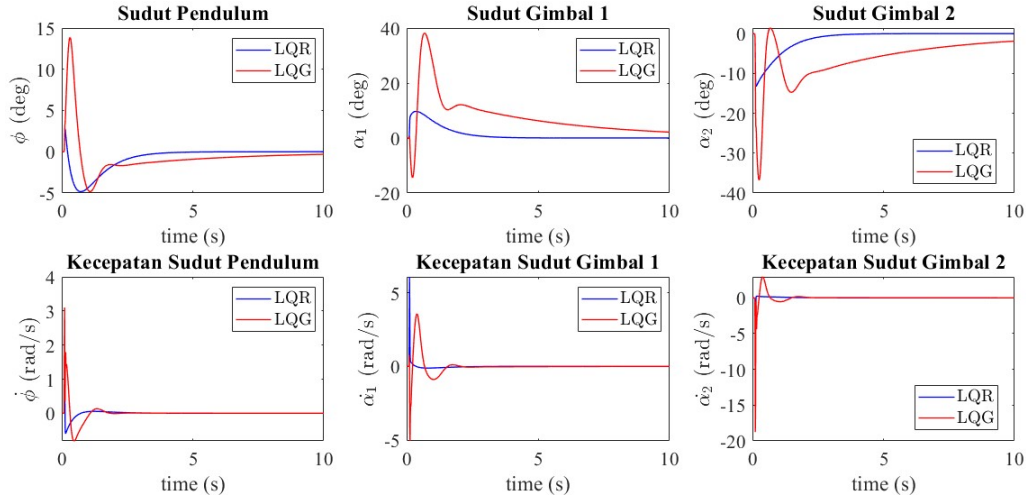 Sudut Pendulum
15
10
5
0
-5
ϕ (deg)
0
5
10
time (s)
LQR
LQG
Sudut Gimbal 1
40
20
0
-20
α₁ (deg)
0
5
10
time (s)
LQR
LQG
Sudut Gimbal 2
0
-10
-20
-30
-40
α₂ (deg)
0
5
10
time (s)
LQR
LQG
Kecepatan Sudut Pendulum
4
3
2
1
0
ϕ̇ (rad/s)
0
5
10
time (s)
LQR
LQG
Kecepatan Sudut Gimbal 1
5
0
-5
α̇₁ (rad/s)
0
5
10
time (s)
LQR
LQG
Kecepatan Sudut Gimbal 2
0
-5
-10
-15
-20
α̇₂ (rad/s)
0
5
10
time (s)
LQR
LQG